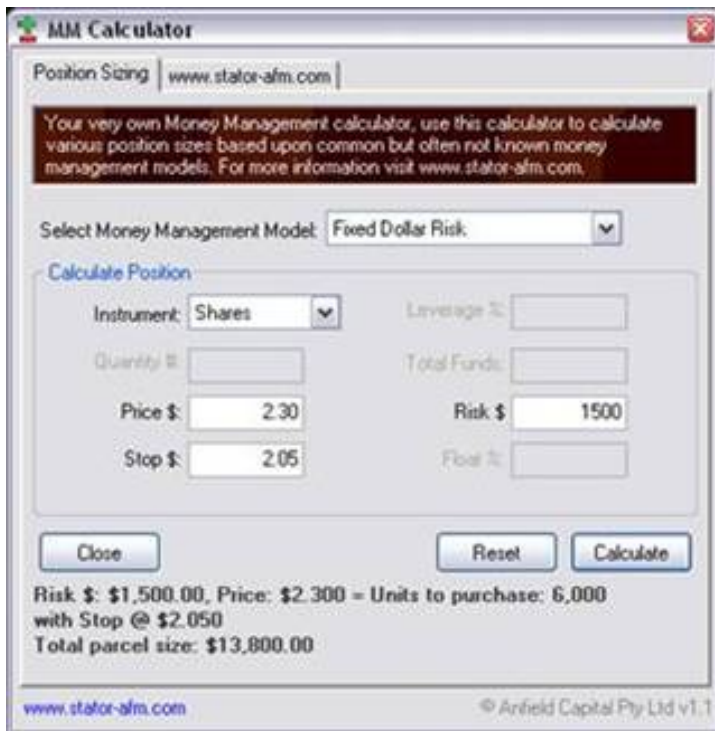 MM Calculator
Position Sizing www.stator-afm.com
Your very own Money Management calculator, use this calculator to calculate
various position sizes based upon common but often not known money
management models. For more information visit www.stator-afm.com.
Select Money Management Model: Fixed Dollar Risk
Calculate Position
Instrument: Shares Leverage %:
Quantity #: Total Funds:
Price $: 2.30 Risk $ 1500
Stop $: 2.05 Float %:
Close Reset Calculate
Risk $: $1,500.00, Price: $2.300 = Units to purchase: 6,000
with Stop @ $2.050
Total parcel size: $13,800.00
www.stator-afm.com © Anfield Capital Pty Ltd v1.1